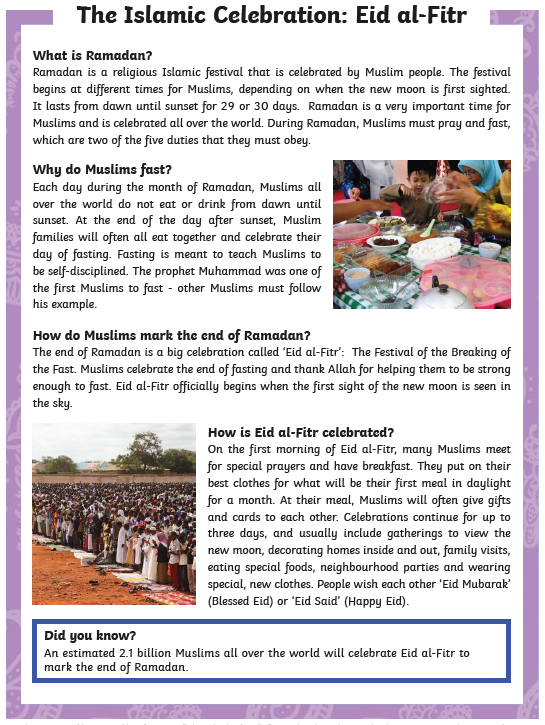 The Islamic Celebration: Eid al-Fitr
What is Ramadan?
Ramadan is a religious Islamic festival that is celebrated by Muslim people. The festival
begins at different times for Muslims, depending on when the new moon is first sighted.
It lasts from dawn until sunset for 29 or 30 days. Ramadan is a very important time for
Muslims and is celebrated all over the world. During Ramadan, Muslims must pray and fast,
which are two of the five duties that they must obey.
Why do Muslims fast?
Each day during the month of Ramadan, Muslims all
over the world do not eat or drink from dawn until
sunset. At the end of the day after sunset, Muslim
families will often all eat together and celebrate their
day of fasting. Fasting is meant to teach Muslims to
be self-disciplined. The prophet Muhammad was one of
the first Muslims to fast - other Muslims must follow
his example.
How do Muslims mark the end of Ramadan?
The end of Ramadan is a big celebration called ‘Eid al-Fitr’: The Festival of the Breaking of
the Fast. Muslims celebrate the end of fasting and thank Allah for helping them to be strong
enough to fast. Eid al-Fitr officially begins when the first sight of the new moon is seen in
the sky.
How is Eid al-Fitr celebrated?
On the first morning of Eid al-Fitr, many Muslims meet
for special prayers and have breakfast. They put on their
best clothes for what will be their first meal in daylight
for a month. At their meal, Muslims will often give gifts
and cards to each other. Celebrations continue for up to
three days, and usually include gatherings to view the
new moon, decorating homes inside and out, family visits,
eating special foods, neighbourhood parties and wearing
special, new clothes. People wish each other ‘Eid Mubarak’
(Blessed Eid) or ‘Eid Said’ (Happy Eid).
Did you know?
An estimated 2.1 billion Muslims all over the world will celebrate Eid al-Fitr to
mark the end of Ramadan.